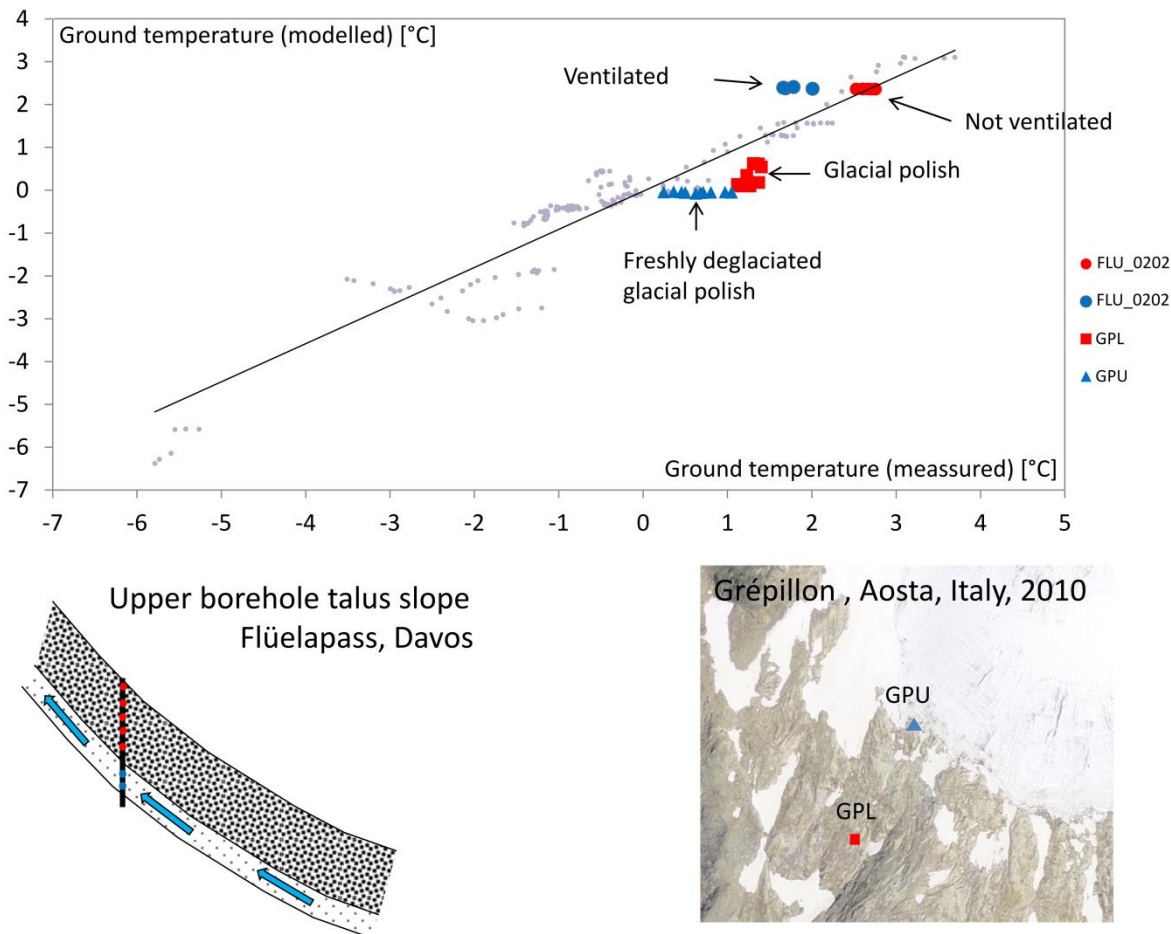 Ground temperature (modelled) [°C]
4
3
2
1
0
-1
-2
-3
-4
-5
-6
-7
Ventilated
Not ventilated
Glacial polish
Freshly deglaciated
glacial polish
FLU_0202
FLU_0202
GPL
GPU
Ground temperature (meassured) [°C]
-7 -6 -5 -4 -3 -2 -1 0 1 2 3 4 5
Upper borehole talus slope
Flüelapass, Davos
Grépillon , Aosta, Italy, 2010
GPU
GPL